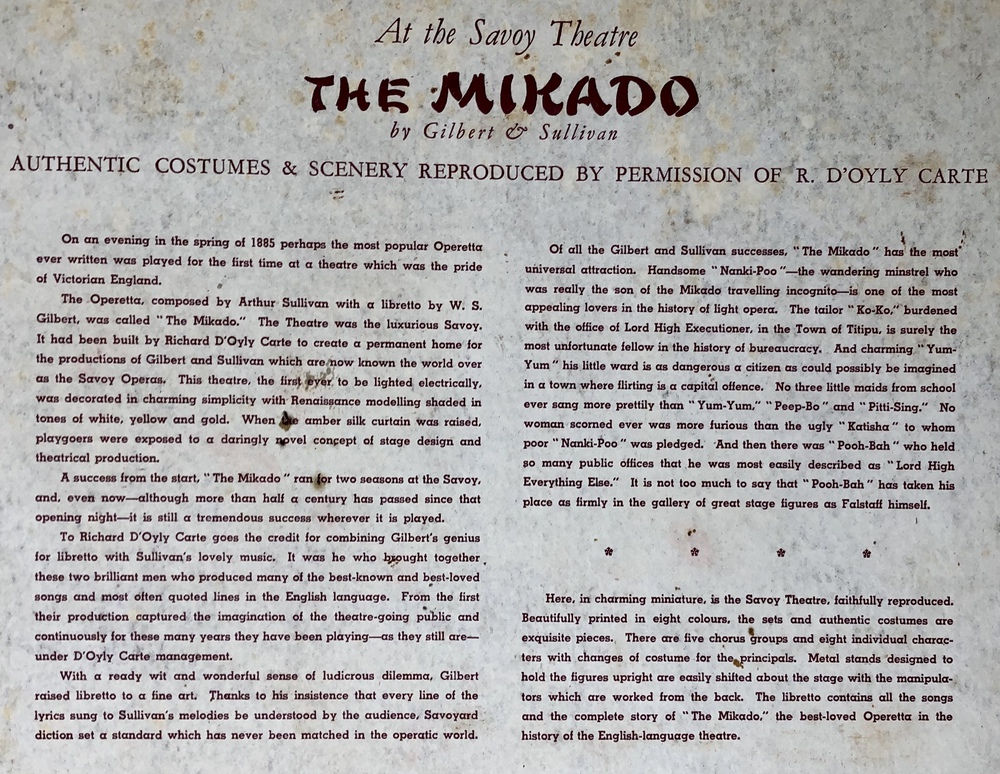 At the Savoy Theatre
THE MIKADO
by Gilbert & Sullivan
AUTHENTIC COSTUMES & SCENERY REPRODUCED BY PERMISSION OF R. D'OYLY CARTE
On an evening in the spring of 1885 perhaps the most popular Operetta
ever written was played for the first time at a theatre which was the pride
of Victorian England.
The Operetta, composed by Arthur Sullivan with a libretto by W. S.
Gilbert, was called "The Mikado." The Theatre was the luxurious Savoy.
It had been built by Richard D'Oyly Carte to create a permanent home for
the productions of Gilbert and Sullivan which are now known the world over
as the Savoy Operas. This theatre, the first ever to be lighted electrically,
was decorated in charming simplicity with Renaissance modelling shaded in
tones of white, yellow and gold. When the amber silk curtain was raised,
playgoers were exposed to a daringly novel concept of stage design and
theatrical production.
A success from the start, "The Mikado" ran for two seasons at the Savoy,
and, even now—although more than half a century has passed since that
opening night—it is still a tremendous success wherever it is played.
To Richard D'Oyly Carte goes the credit for combining Gilbert's genius
for libretto with Sullivan's lovely music. It was he who brought together
these two brilliant men who produced many of the best-known and best-loved
songs and most often quoted lines in the English language. From the first
their production captured the imagination of the theatre-going public and
continuously for these many years they have been playing—as they still are—
under D'Oyly Carte management.
With a ready wit and wonderful sense of ludicrous dilemma, Gilbert
raised libretto to a fine art. Thanks to his insistence that every line of the
lyrics sung to Sullivan's melodies be understood by the audience, Savoyard
diction set a standard which has never been matched in the operatic world.
Of all the Gilbert and Sullivan successes, "The Mikado" has the most
universal attraction. Handsome "Nanki-Poo"—the wandering minstrel who
was really the son of the Mikado travelling incognito—is one of the most
appealing lovers in the history of light opera. The tailor "Ko-Ko," burdened
with the office of Lord High Executioner, in the Town of Titipu, is surely the
most unfortunate fellow in the history of bureaucracy. And charming "Yum-
Yum" his little ward is as dangerous a citizen as could possibly be imagined
in a town where flirting is a capital offence. No three little maids from school
ever sang more prettily than "Yum-Yum," "Peep-Bo" and "Pitti-Sing." No
woman scorned ever was more furious than the ugly "Katisha" to whom
poor "Nanki-Poo" was pledged. And then there was "Pooh-Bah" who held
so many public offices that he was most easily described as "Lord High
Everything Else." It is not too much to say that "Pooh-Bah" has taken his
place as firmly in the gallery of great stage figures as Falstaff himself.
* * * *
Here, in charming miniature, is the Savoy Theatre, faithfully reproduced.
Beautifully printed in eight colours, the sets and authentic costumes are
exquisite pieces. There are five chorus groups and eight individual charac-
ters with changes of costume for the principals. Metal stands designed to
hold the figures upright are easily shifted about the stage with the manipula-
tors which are worked from the back. The libretto contains all the songs
and the complete story of "The Mikado," the best-loved Operetta in the
history of the English-language theatre.